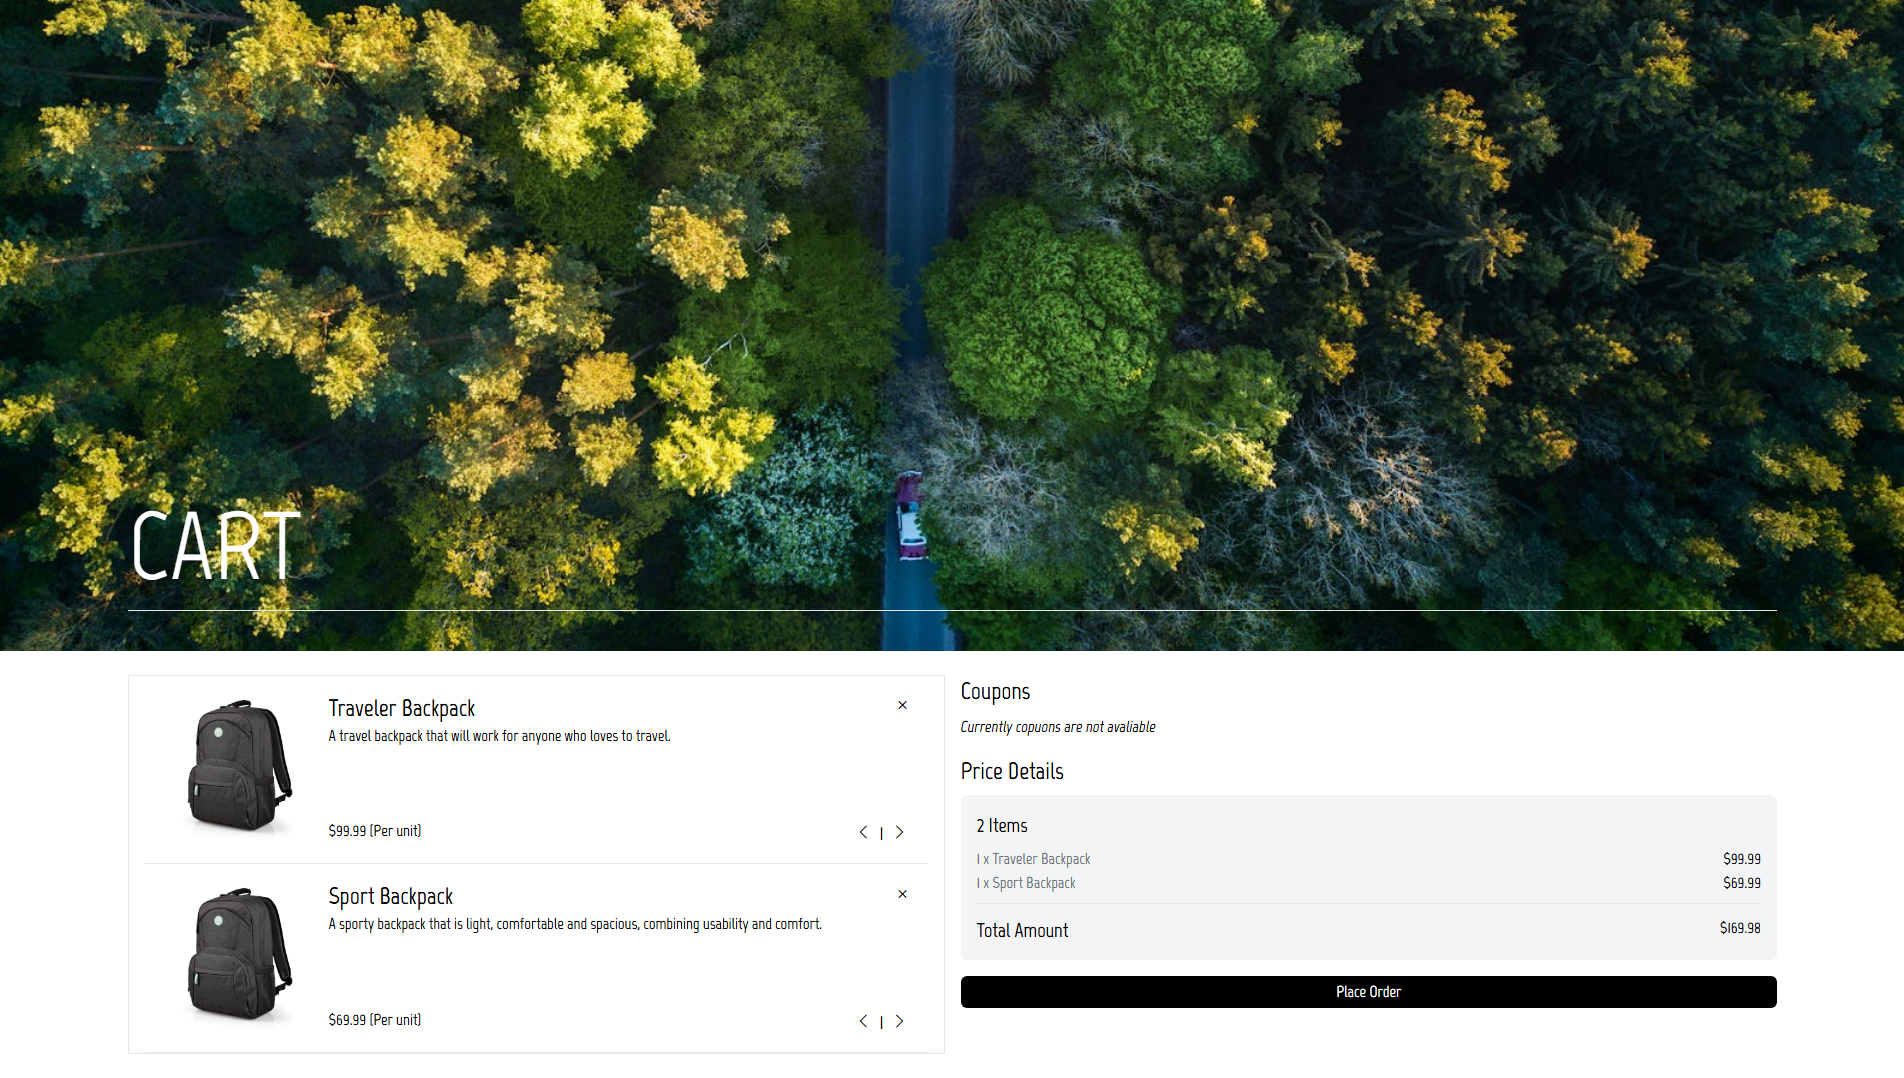 CART
Traveler Backpack
×
A travel backpack that will work for anyone who loves to travel.
$99.99 (Per unit)
< 1 >
Sport Backpack
×
A sporty backpack that is light, comfortable and spacious, combining usability and comfort.
$69.99 (Per unit)
< 1 >
Coupons
Currently copuons are not avaliable
Price Details
2 Items
1 x Traveler Backpack $99.99
1 x Sport Backpack $69.99
Total Amount $169.98
Place Order